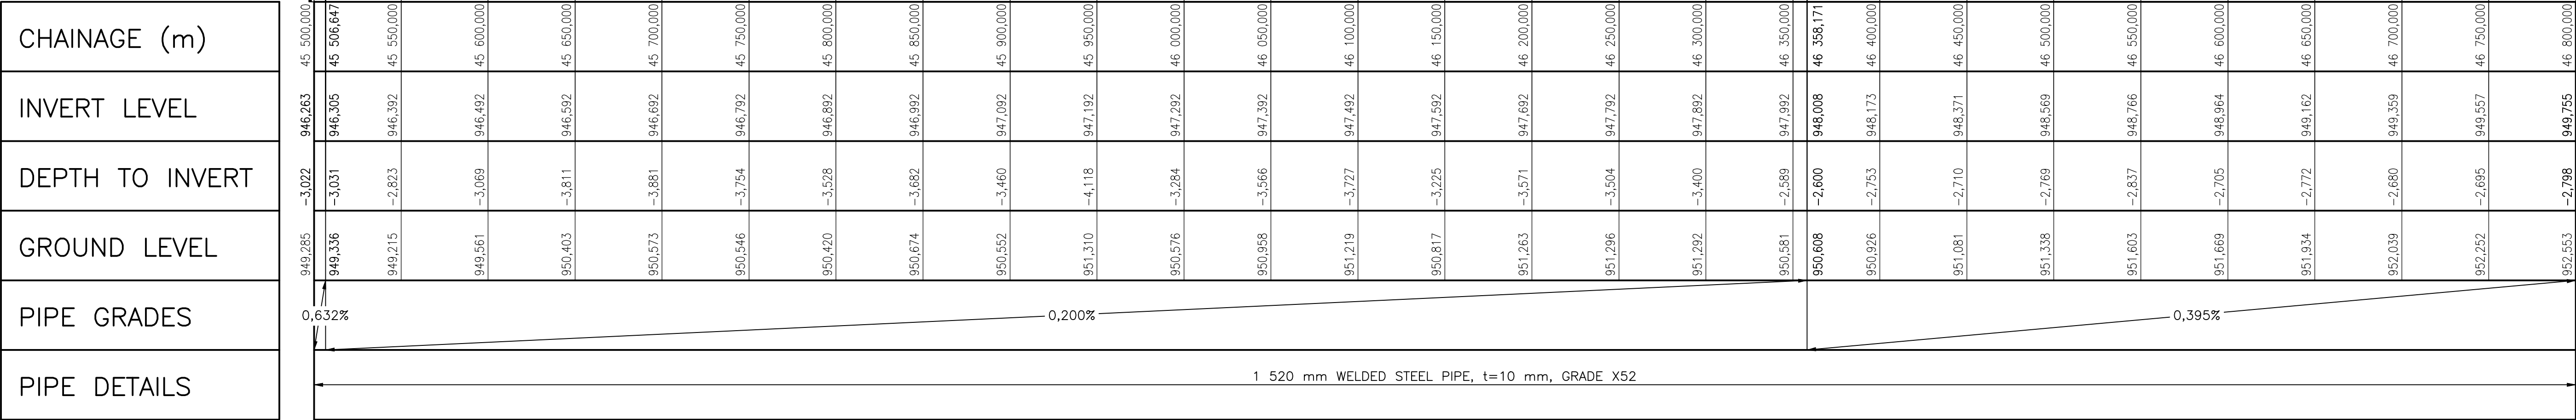 CHAINAGE (m) 45 500,000 45 506,647 45 550,000 45 600,000 45 650,000 45 700,000 45 750,000 45 800,000 45 850,000 45 900,000 45 950,000 46 000,000 46 050,000 46 100,000 46 150,000 46 200,000 46 250,000 46 300,000 46 350,000 46 358,171 46 400,000 46 450,000 46 500,000 46 550,000 46 600,000 46 650,000 46 700,000 46 750,000 46 800,000
INVERT LEVEL 946,263 946,305 946,392 946,492 946,592 946,692 946,792 946,892 946,992 947,092 947,192 947,292 947,392 947,492 947,592 947,692 947,792 947,892 947,992 948,008 948,173 948,371 948,569 948,766 948,964 949,162 949,359 949,557 949,755
DEPTH TO INVERT -3,022 -3,031 -2,823 -3,069 -3,811 -3,881 -3,754 -3,528 -3,682 -3,460 -4,118 -3,284 -3,566 -3,727 -3,225 -3,571 -3,504 -3,400 -2,589 -2,600 -2,753 -2,710 -2,769 -2,837 -2,705 -2,772 -2,680 -2,695 -2,798
GROUND LEVEL 949,285 949,336 949,215 949,561 950,403 950,573 950,546 950,420 950,674 950,552 951,310 950,576 950,958 951,219 950,817 951,263 951,296 951,292 950,581 950,608 950,926 951,081 951,338 951,603 951,669 951,934 952,039 952,252 952,553
PIPE GRADES 0,632% 0,200% 0,395%
PIPE DETAILS 1 520 mm WELDED STEEL PIPE, t=10 mm, GRADE X52